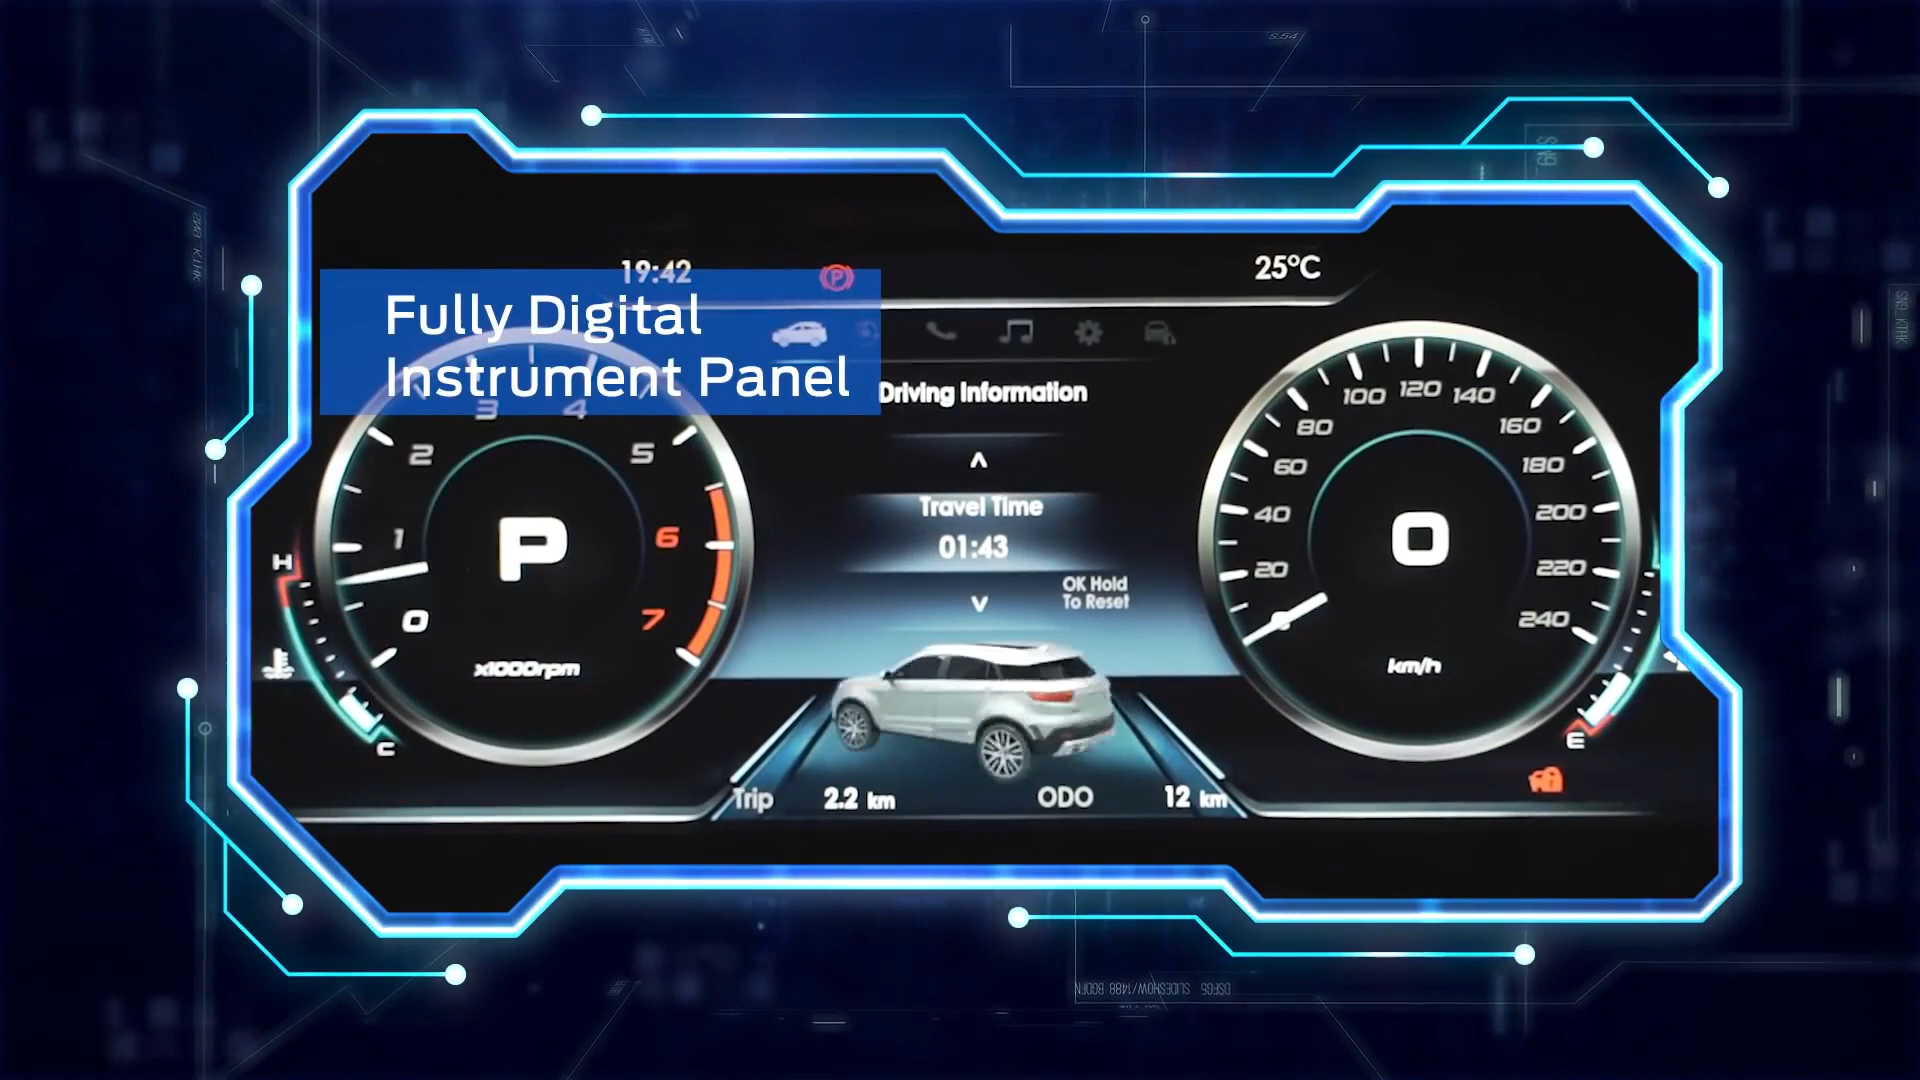 19:42
25°C
Fully Digital
Instrument Panel
Driving Information
Travel Time
01:43
OK Hold
To Reset
0
1
2
3
4
5
6
7
P
x1000rpm
H
C
20
40
60
80
100
120
140
160
180
200
220
240
0
km/h
E
Trip 2.2 km ODO 12 km